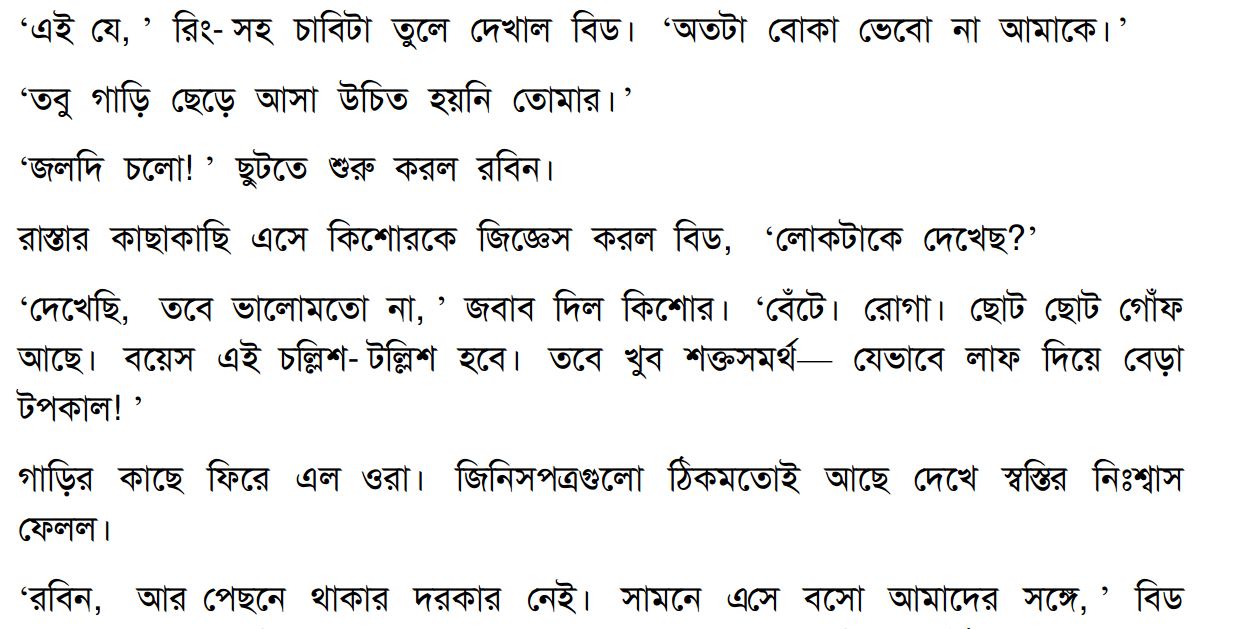 ‘এই যে, ’ রিং- সহ চাবিটা তুলে দেখাল বিড। ‘অতটা বোকা ভেবো না আমাকে।’
‘তবু গাড়ি ছেড়ে আসা উচিত হয়নি তোমার।’
‘জলদি চলো! ’ ছুটতে শুরু করল রবিন।
রাস্তার কাছাকাছি এসে কিশোরকে জিজ্ঞেস করল বিড, ‘লোকটাকে দেখেছ?’
‘দেখেছি, তবে ভালোমতো না, ’ জবাব দিল কিশোর। ‘বেঁটে। রোগা। ছোট ছোট গোঁফ
আছে। বয়েস এই চল্লিশ- টল্লিশ হবে। তবে খুব শক্তসমর্থ— যেভাবে লাফ দিয়ে বেড়া
টপকাল! ’
গাড়ির কাছে ফিরে এল ওরা। জিনিসপত্রগুলো ঠিকমতোই আছে দেখে স্বস্তির নিঃশ্বাস
ফেলল।
‘রবিন, আর পেছনে থাকার দরকার নেই। সামনে এসে বসো আমাদের সঙ্গে, ’ বিড